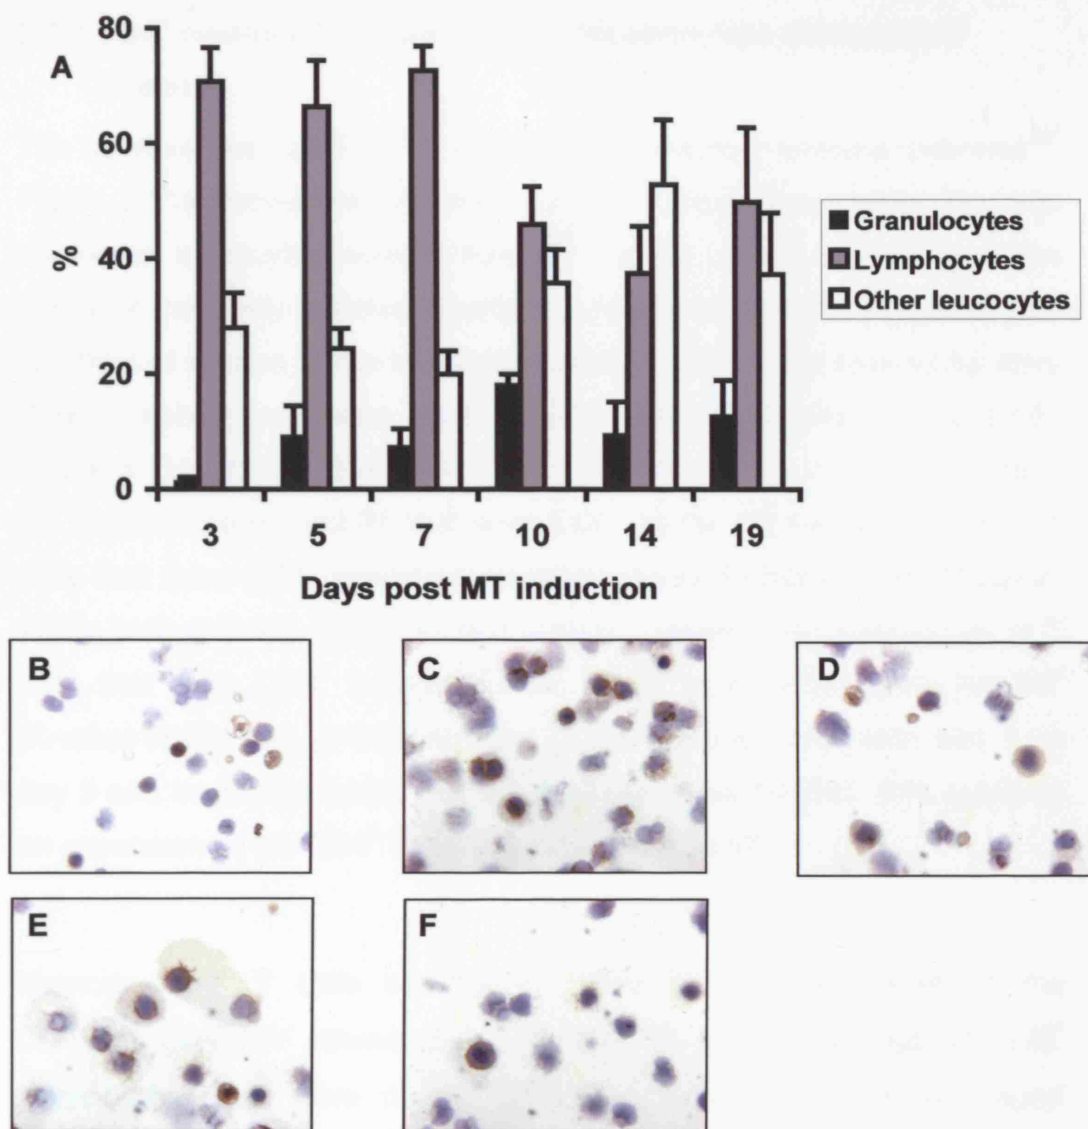 A
80
60
40
20
0
%
3 5 7 10 14 19
Days post MT induction
Granulocytes
Lymphocytes
Other leucocytes
B
C
D
E
F